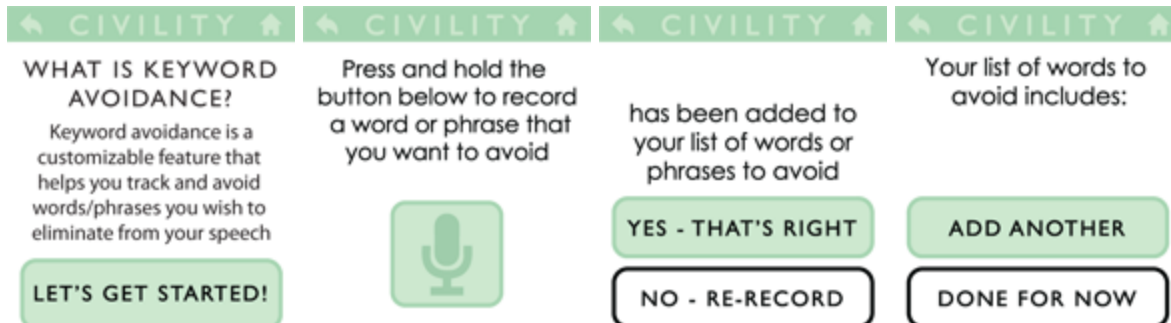 CIVILITY
WHAT IS KEYWORD
AVOIDANCE?
Keyword avoidance is a
customizable feature that
helps you track and avoid
words/phrases you wish to
eliminate from your speech
LET'S GET STARTED!
CIVILITY
Press and hold the
button below to record
a word or phrase that
you want to avoid
CIVILITY
has been added to
your list of words or
phrases to avoid
YES - THAT'S RIGHT
NO - RE-RECORD
CIVILITY
Your list of words to
avoid includes:
ADD ANOTHER
DONE FOR NOW